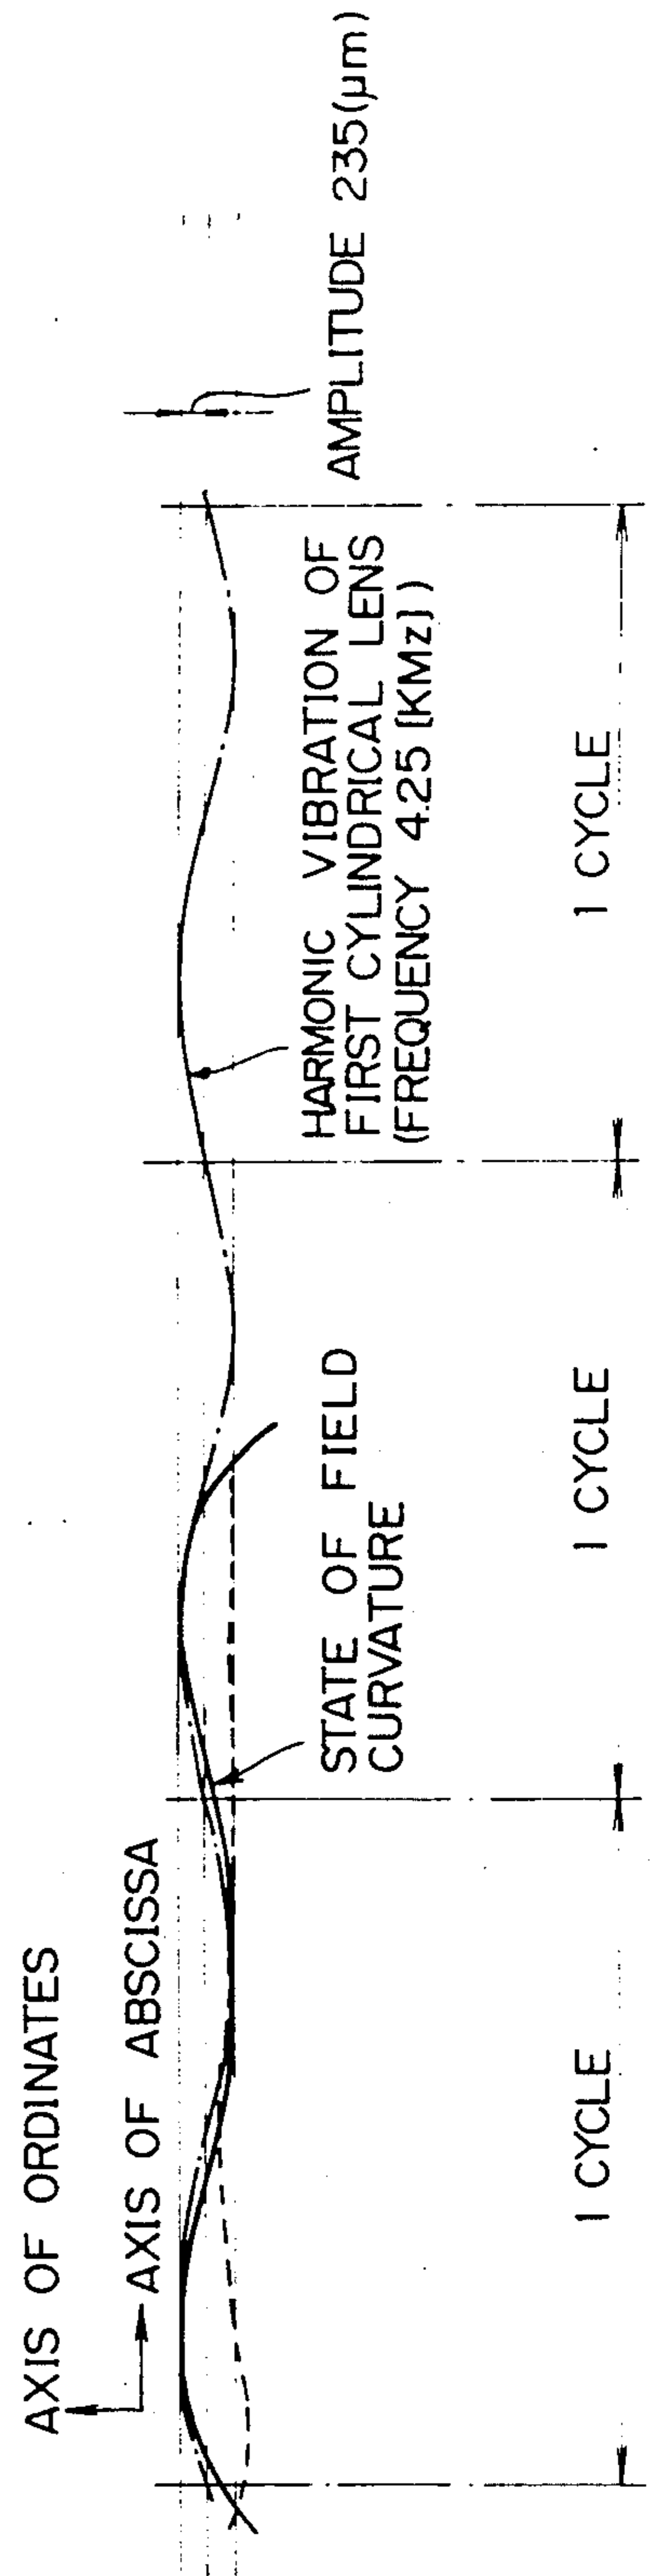 AXIS OF ORDINATES
AXIS OF ABSCISSA
STATE OF FIELD
CURVATURE
HARMONIC VIBRATION OF
FIRST CYLINDRICAL LENS
(FREQUENCY 4.25 [KMz])
AMPLITUDE 235(μm)
1 CYCLE
1 CYCLE
1 CYCLE